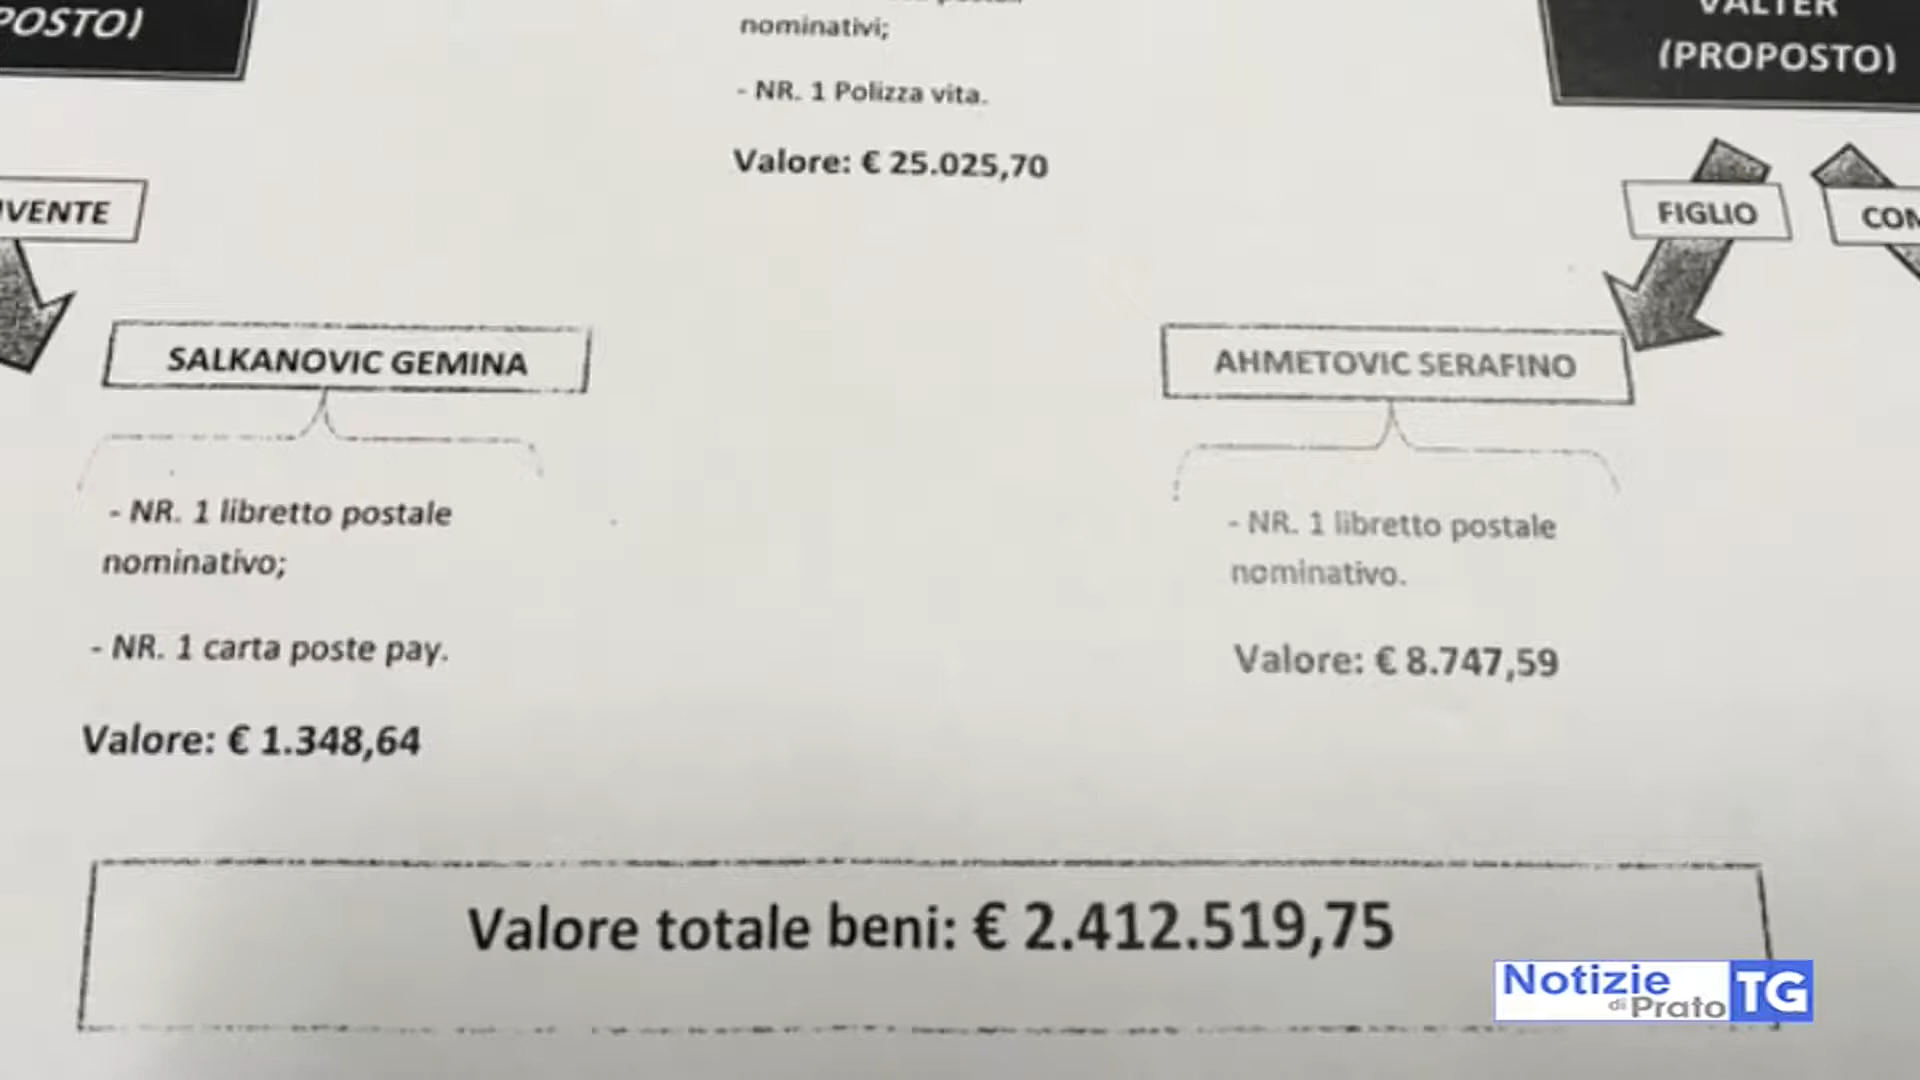 POSTO)
nominativi;
- NR. 1 Polizza vita.
Valore: € 25.025,70
VALTER
(PROPOSTO)
IVENTE
FIGLIO
CON
SALKANOVIC GEMINA
- NR. 1 libretto postale
nominativo;
- NR. 1 carta poste pay.
Valore: € 1.348,64
AHMETOVIC SERAFINO
- NR. 1 libretto postale
nominativo.
Valore: € 8.747,59
Valore totale beni: € 2.412.519,75
Notizie
di Prato TG